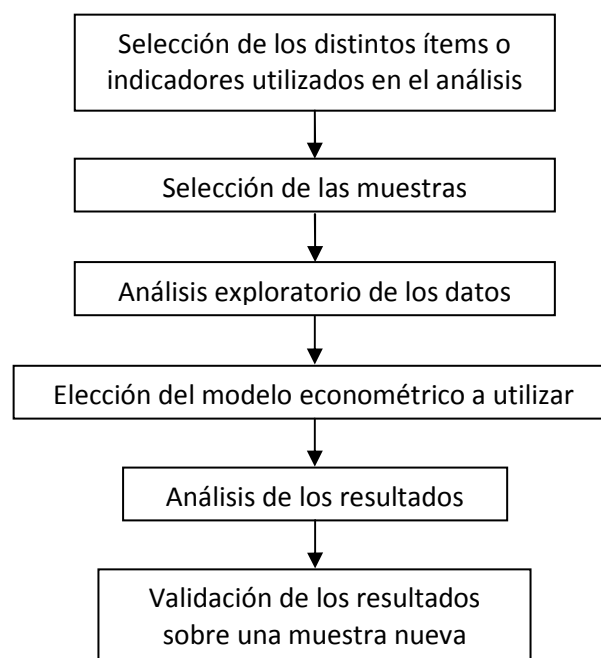 Selección de los distintos ítems o
indicadores utilizados en el análisis
Selección de las muestras
Análisis exploratorio de los datos
Elección del modelo econométrico a utilizar
Análisis de los resultados
Validación de los resultados
sobre una muestra nueva